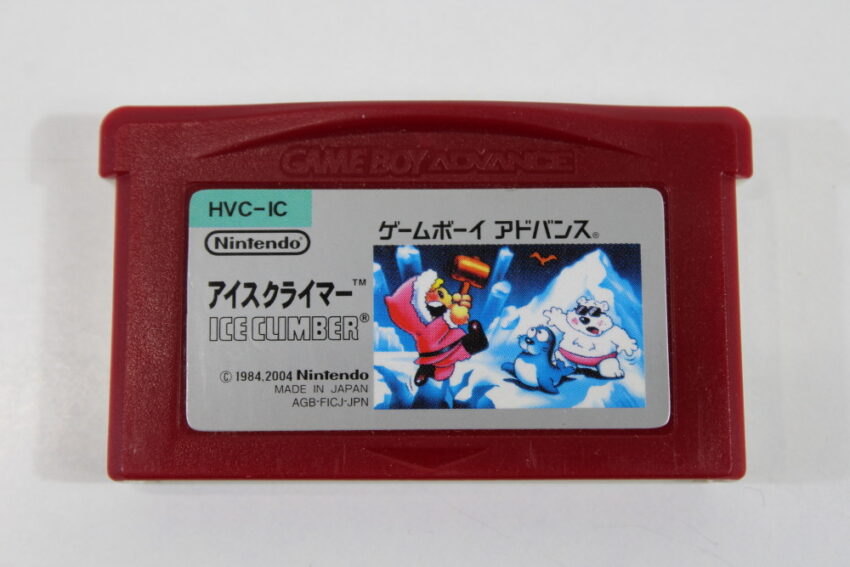 GAME BOY ADVANCE
HVC-IC
Nintendo
ゲームボーイ アドバンス®
アイスクライマー™
ICE CLIMBER®
© 1984,2004 Nintendo
MADE IN JAPAN
AGB-FICJ-JPN